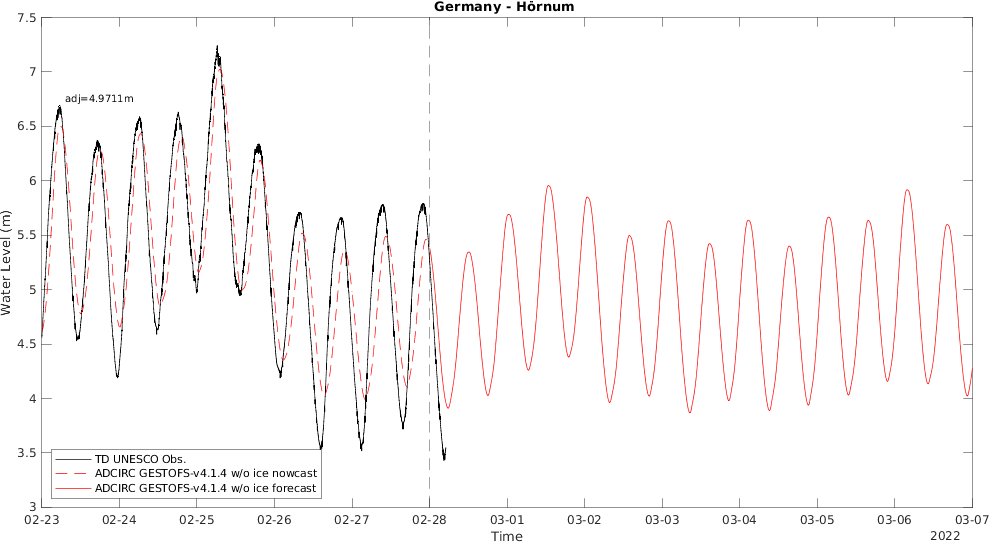 Germany - Hörnum
7.5
7
6.5
6
5.5
5
4.5
4
3.5
3
Water Level (m)
adj=4.9711m
TD UNESCO Obs.
ADCIRC GESTOFS-v4.1.4 w/o ice nowcast
ADCIRC GESTOFS-v4.1.4 w/o ice forecast
02-23 02-24 02-25 02-26 02-27 02-28 03-01 03-02 03-03 03-04 03-05 03-06 03-07
Time
2022